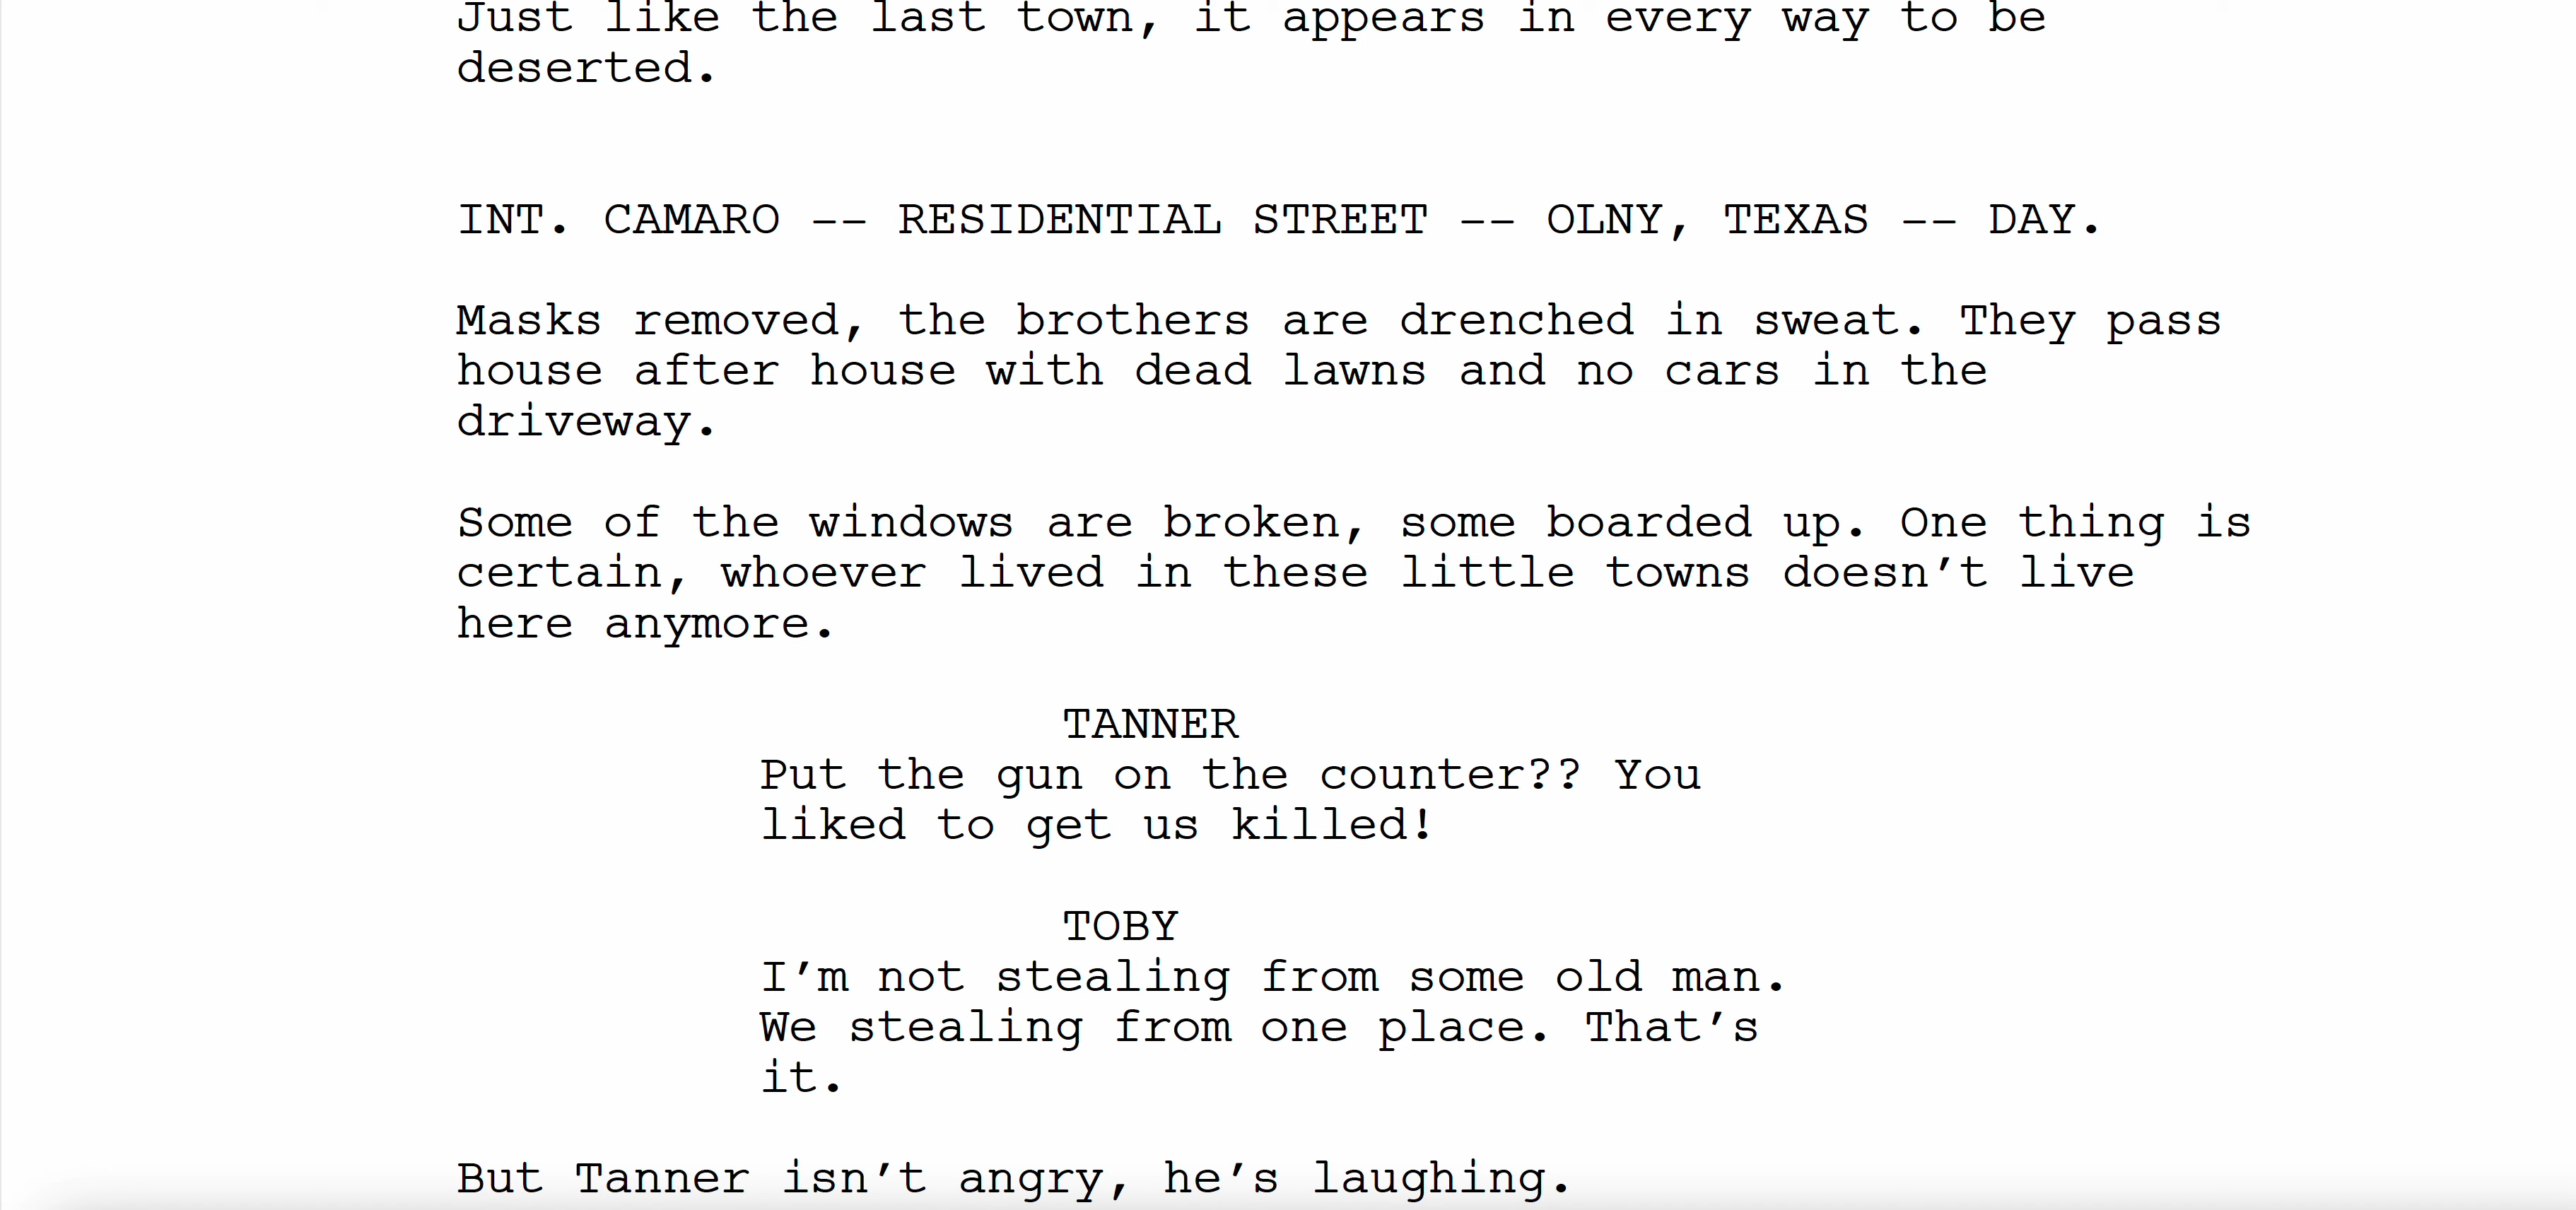 Just like the last town, it appears in every way to be
deserted.
INT. CAMARO -- RESIDENTIAL STREET -- OLNY, TEXAS -- DAY.
Masks removed, the brothers are drenched in sweat. They pass
house after house with dead lawns and no cars in the
driveway.
Some of the windows are broken, some boarded up. One thing is
certain, whoever lived in these little towns doesn’t live
here anymore.
TANNER
Put the gun on the counter?? You
liked to get us killed!
TOBY
I’m not stealing from some old man.
We stealing from one place. That’s
it.
But Tanner isn’t angry, he’s laughing.